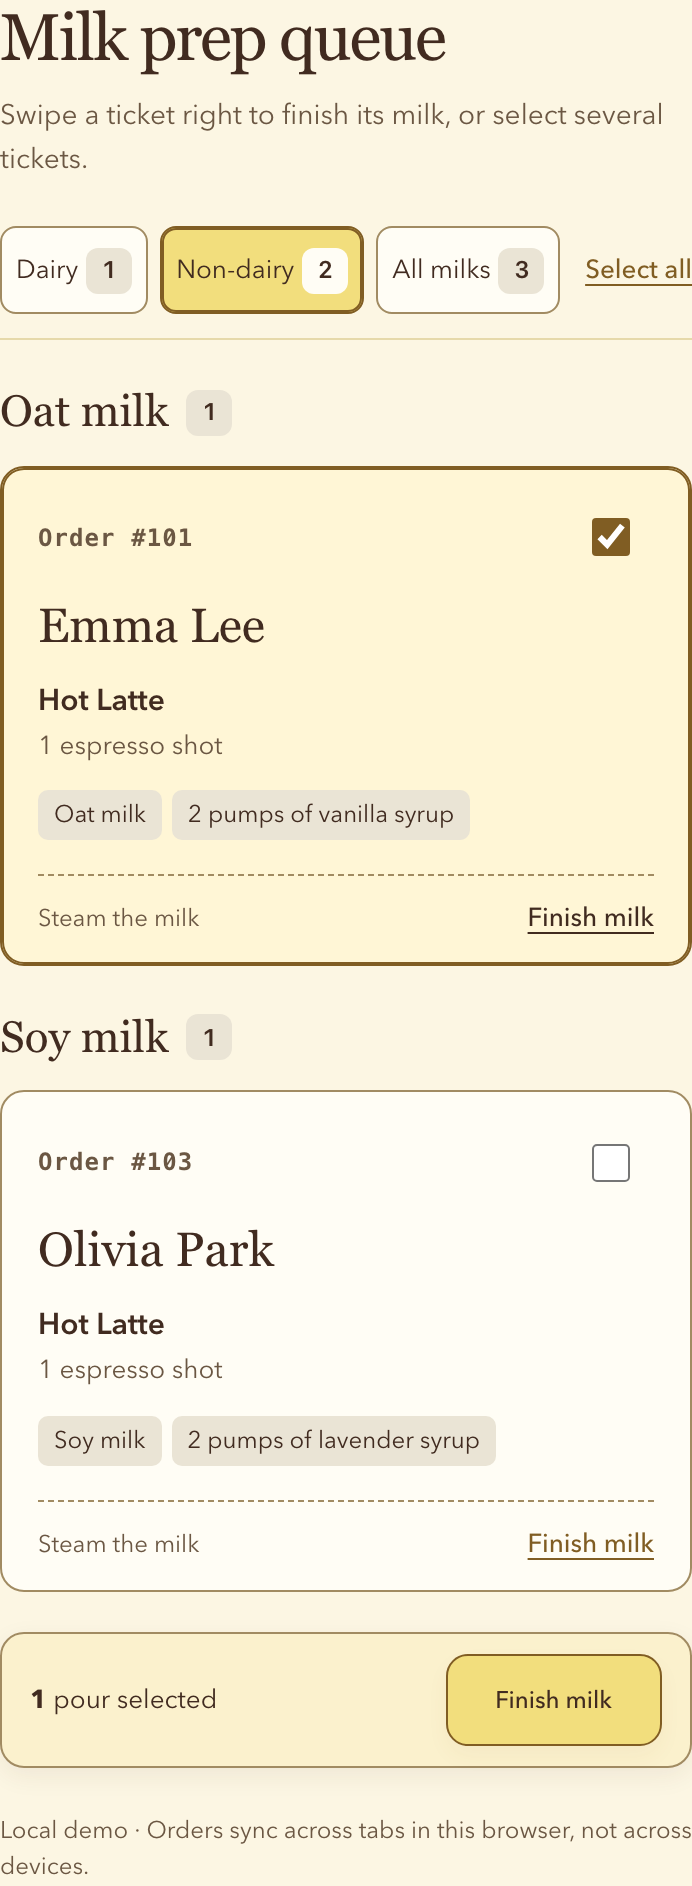 Milk prep queue
Swipe a ticket right to finish its milk, or select several
tickets.
Dairy 1 Non-dairy 2 All milks 3 Select all
Oat milk 1
Order #101
Emma Lee
Hot Latte
1 espresso shot
Oat milk 2 pumps of vanilla syrup
Steam the milk Finish milk
Soy milk 1
Order #103
Olivia Park
Hot Latte
1 espresso shot
Soy milk 2 pumps of lavender syrup
Steam the milk Finish milk
1 pour selected Finish milk
Local demo · Orders sync across tabs in this browser, not across
devices.